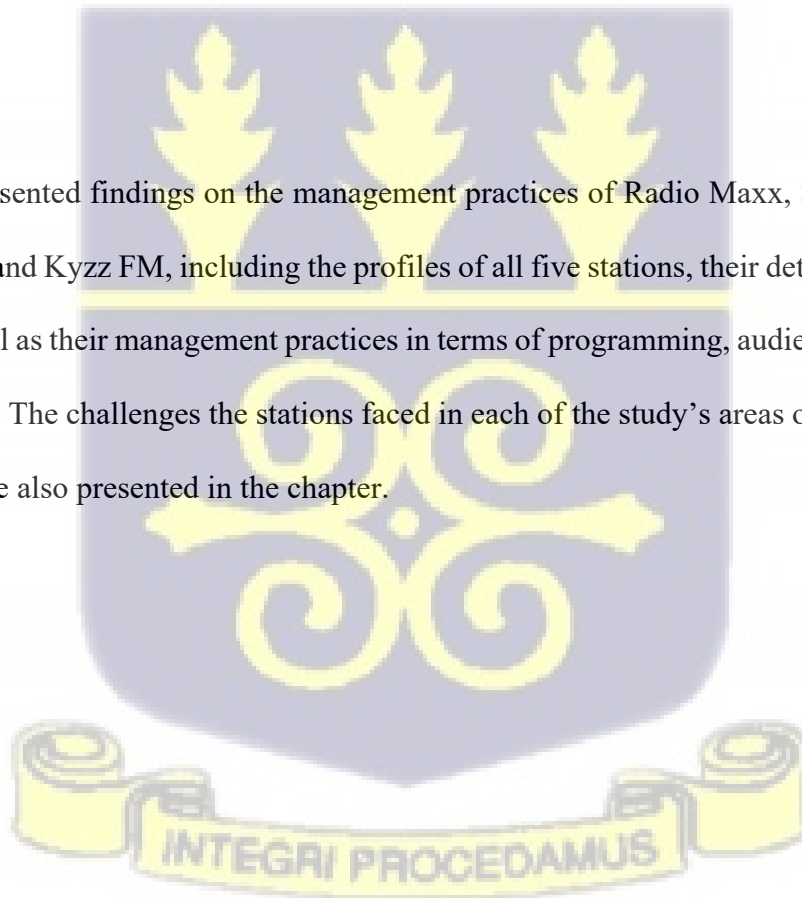 sented findings on the management practices of Radio Maxx,
and Kyzz FM, including the profiles of all five stations, their det
l as their management practices in terms of programming, audie
The challenges the stations faced in each of the study’s areas o
e also presented in the chapter.
INTEGRI PROCEDAMUS